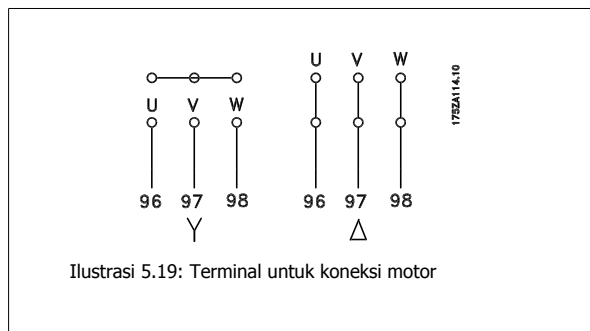 U V W
U V W
96 97 98
96 97 98
Y
Δ
175ZA114.10
Ilustrasi 5.19: Terminal untuk koneksi motor